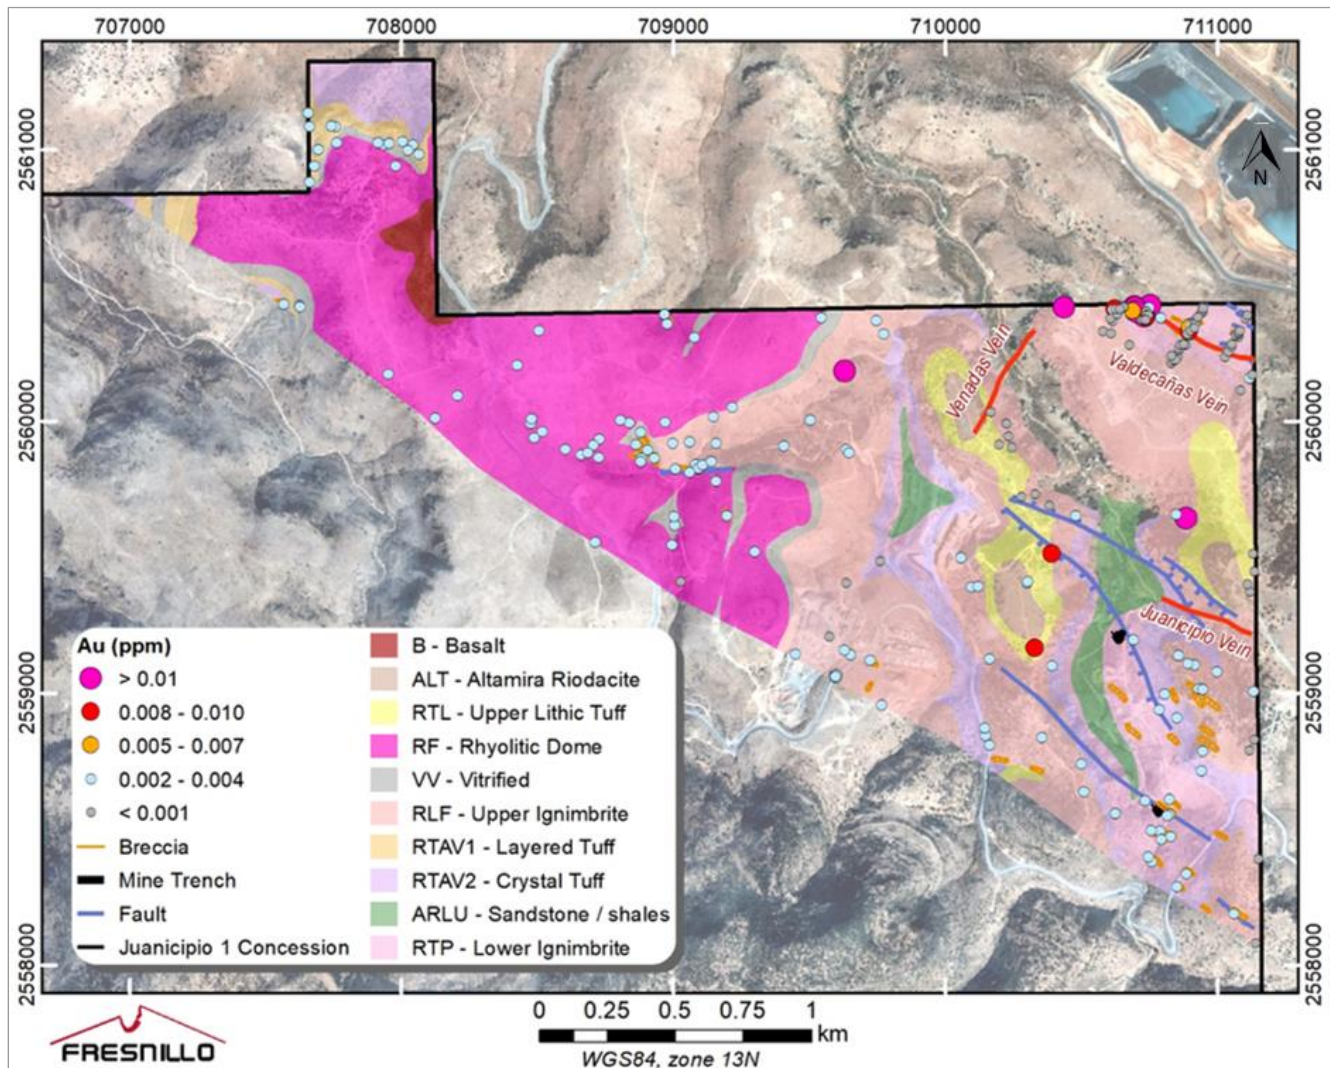 707000 708000 709000 710000 711000
2561000 2561000
N
2560000 2560000
Venadas Vein
Valdecañas Vein
Juanicipio Vein
2559000 2559000
2558000 2558000
Au (ppm)
> 0.01
0.008 - 0.010
0.005 - 0.007
0.002 - 0.004
< 0.001
Breccia
Mine Trench
Fault
Juanicipio 1 Concession
B - Basalt
ALT - Altamira Riodacite
RTL - Upper Lithic Tuff
RF - Rhyolitic Dome
VV - Vitrified
RLF - Upper Ignimbrite
RTAV1 - Layered Tuff
RTAV2 - Crystal Tuff
ARLU - Sandstone / shales
RTP - Lower Ignimbrite
FRESNILLO
0 0.25 0.5 0.75 1
km
WGS84, zone 13N